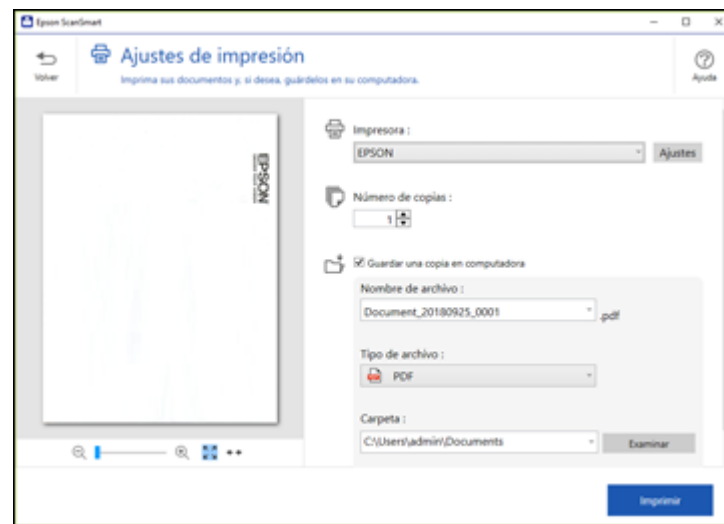 Epson ScanSmart
Volver
Ajustes de impresión
Imprima sus documentos y, si desea, guárdelos en su computadora.
Ayuda
EPSON
Impresora :
EPSON
Ajustes
Número de copias :
1
Guardar una copia en computadora
Nombre de archivo :
Document_20180925_0001
.pdf
Tipo de archivo :
PDF
Carpeta :
C:\Users\admin\Documents
Examinar
Imprimir